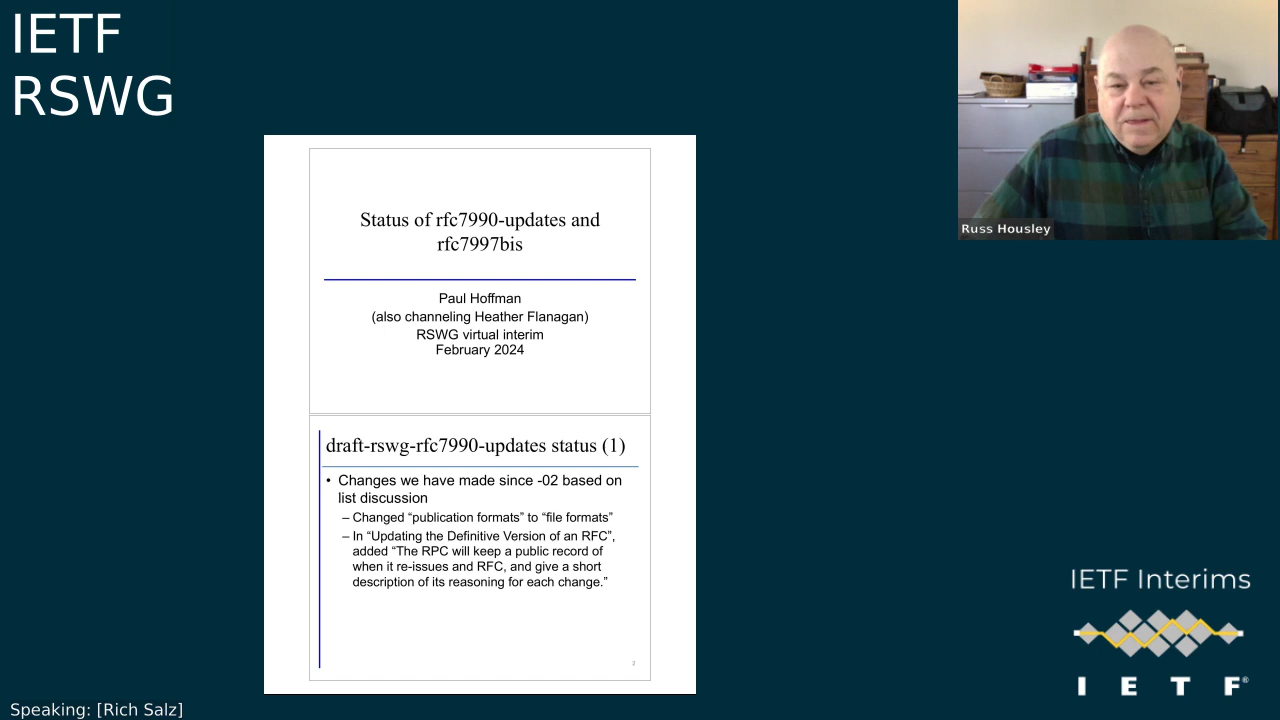 IETF
RSWG
Status of rfc7990-updates and
rfc7997bis
Paul Hoffman
(also channeling Heather Flanagan)
RSWG virtual interim
February 2024
draft-rswg-rfc7990-updates status (1)
• Changes we have made since -02 based on
list discussion
– Changed “publication formats” to “file formats”
– In “Updating the Definitive Version of an RFC”,
added “The RPC will keep a public record of
when it re-issues and RFC, and give a short
description of its reasoning for each change.”
2
Russ Housley
IETF Interims
I E T F®
Speaking: [Rich Salz]